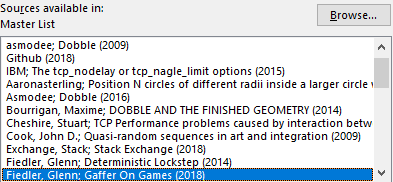 Sources available in:
Master List
Browse...
asmodee; Dobble (2009)
Github (2018)
IBM; The tcp_nodelay or tcp_nagle_limit options (2015)
Aaronasterling; Position N circles of different radii inside a larger circle
Asmodee; Dobble (2016)
Bourrigan, Maxime; DOBBLE AND THE FINISHED GEOMETRY (2014)
Cheshire, Stuart; TCP Performance problems caused by interaction betw
Cook, John D.; Quasi-random sequences in art and integration (2009)
Exchange, Stack; Stack Exchange (2018)
Fiedler, Glenn; Deterministic Lockstep (2014)
Fiedler, Glenn; Gaffer On Games (2018)